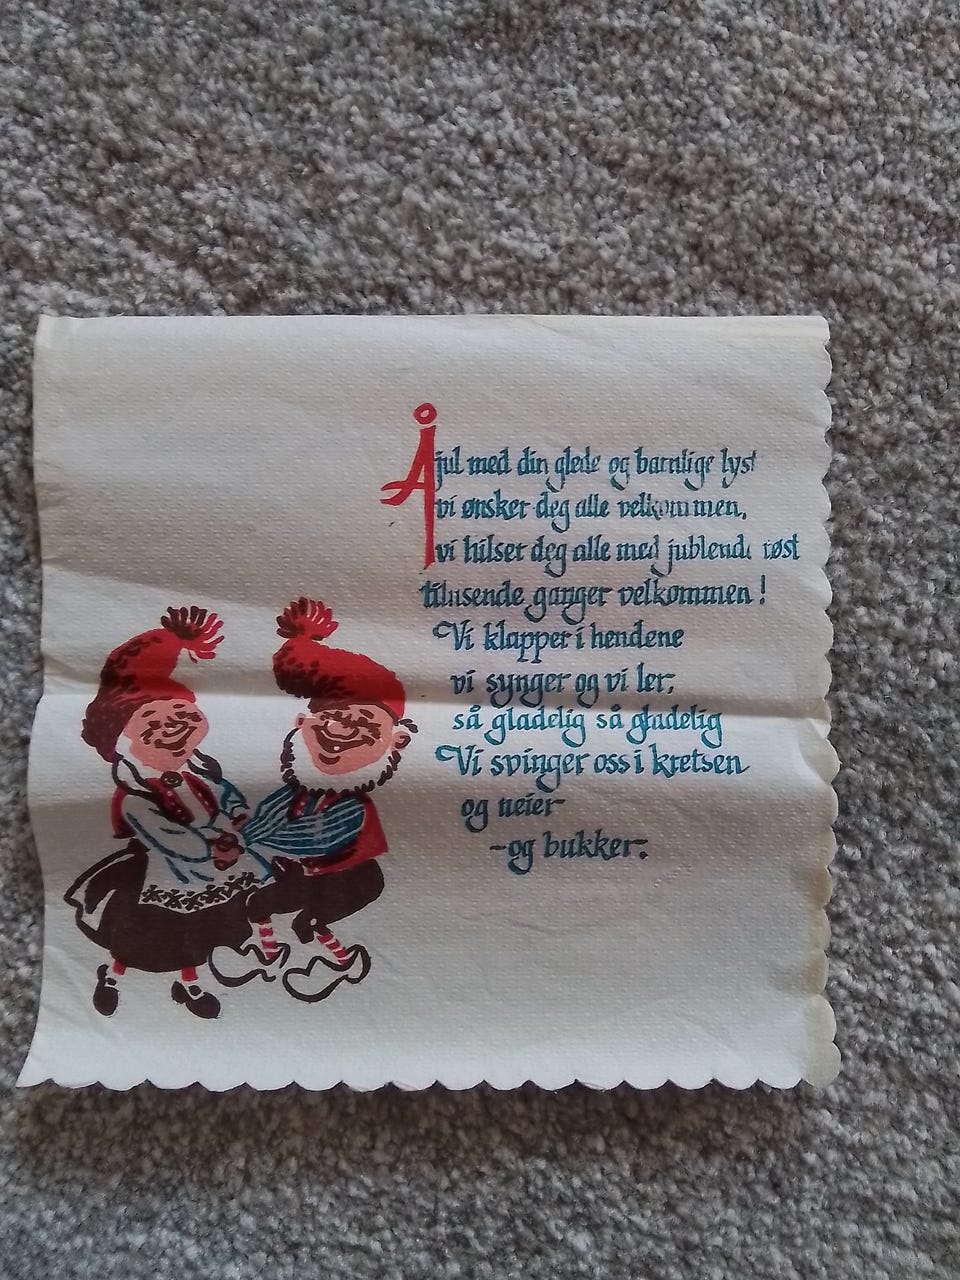 Å jul med din glede og barnlige lyst
vi ønsker deg alle velkommen,
vi hilser deg alle med jublende røst
titusende ganger velkommen!
Vi klapper i hendene
vi synger og vi ler,
så gladelig så gladelig
Vi svinger oss i kretsen
og neier
-og bukker-.